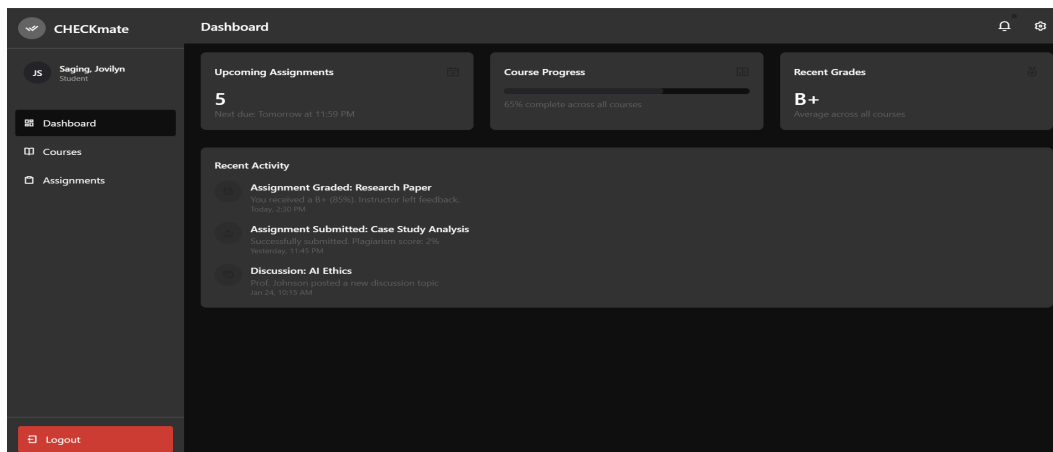 CHECKmate
Dashboard
JS
Saging, Jovilyn
Student
Dashboard
Courses
Assignments
Logout
Upcoming Assignments
5
Next due: Tomorrow at 11:59 PM
Course Progress
65% complete across all courses
Recent Grades
B+
Average across all courses
Recent Activity
Assignment Graded: Research Paper
You received a B+ (85%). Instructor left feedback.
Today, 2:30 PM
Assignment Submitted: Case Study Analysis
Successfully submitted. Plagiarism score: 2%
Yesterday, 11:45 PM
Discussion: AI Ethics
Prof. Johnson posted a new discussion topic
Jan 24, 10:15 AM